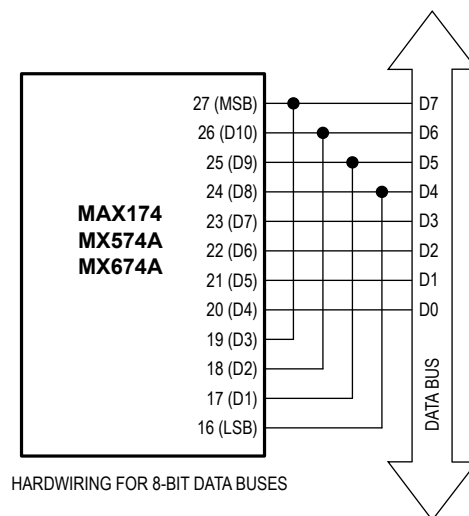 27 (MSB) D7
26 (D10) D6
25 (D9) D5
24 (D8) D4
23 (D7) D3
22 (D6) D2
21 (D5) D1
20 (D4) D0
19 (D3)
18 (D2)
17 (D1)
16 (LSB)
MAX174
MX574A
MX674A
DATA BUS
HARDWIRING FOR 8-BIT DATA BUSES